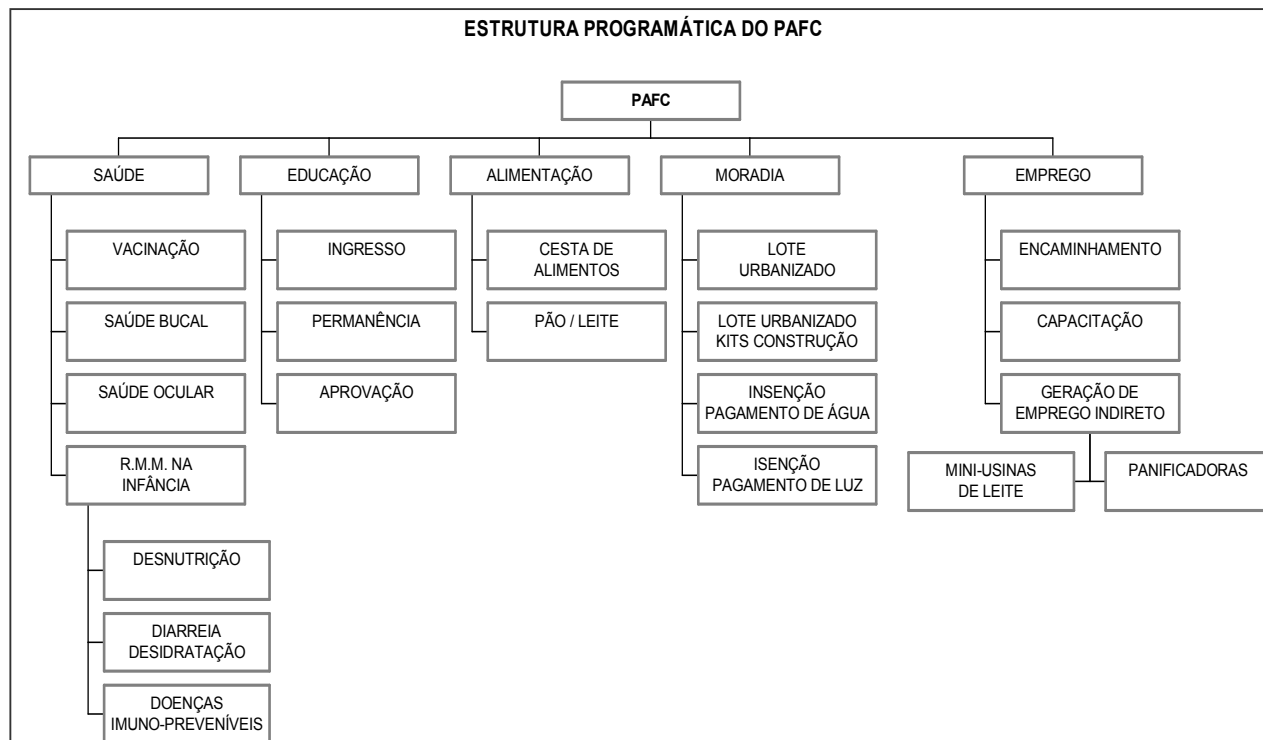 ESTRUTURA PROGRAMÁTICA DO PAFC
PAFC
SAÚDE
EDUCAÇÃO
ALIMENTAÇÃO
MORADIA
EMPREGO
VACINAÇÃO
INGRESSO
CESTA DE
ALIMENTOS
LOTE
URBANIZADO
ENCAMINHAMENTO
SAÚDE BUCAL
PERMANÊNCIA
PÃO / LEITE
LOTE URBANIZADO
KITS CONSTRUÇÃO
CAPACITAÇÃO
SAÚDE OCULAR
APROVAÇÃO
INSENÇÃO
PAGAMENTO DE ÁGUA
GERAÇÃO DE
EMPREGO INDIRETO
R.M.M. NA
INFÂNCIA
ISENÇÃO
PAGAMENTO DE LUZ
MINI-USINAS
DE LEITE
PANIFICADORAS
DESNUTRIÇÃO
DIARREIA
DESIDRATAÇÃO
DOENÇAS
IMUNO-PREVENÍVEIS